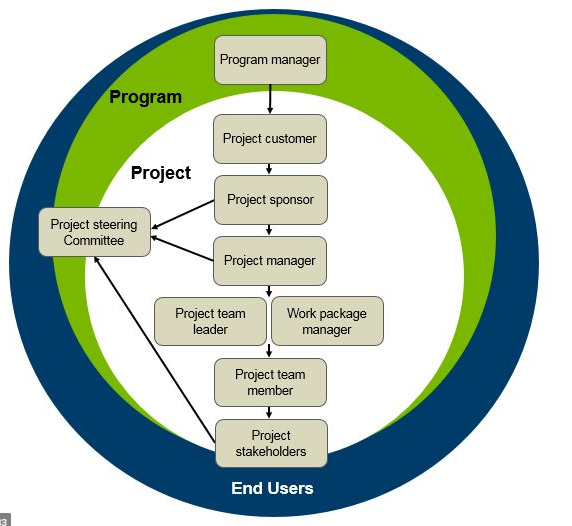 Program manager
Program
Project customer
Project
Project sponsor
Project steering
Committee
Project manager
Project team
leader
Work package
manager
Project team
member
Project
stakeholders
End Users